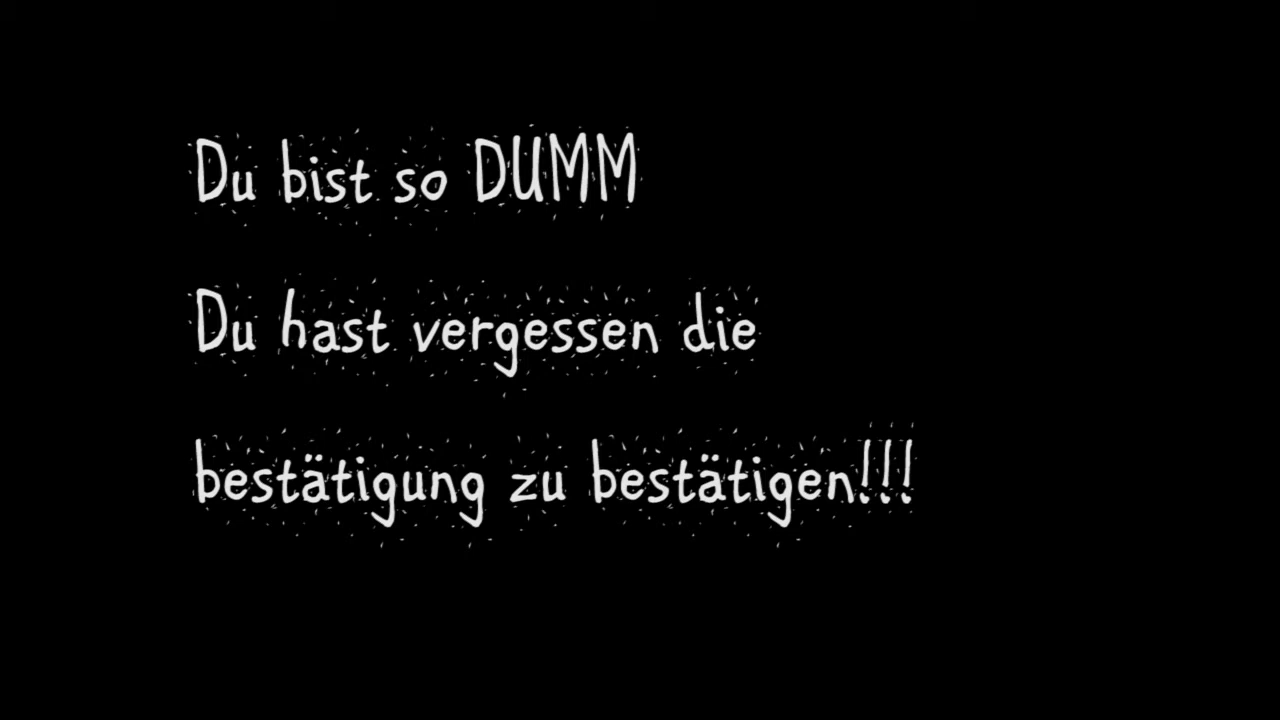 Du bist so DUMM
Du hast vergessen die
bestätigung zu bestätigen!!!